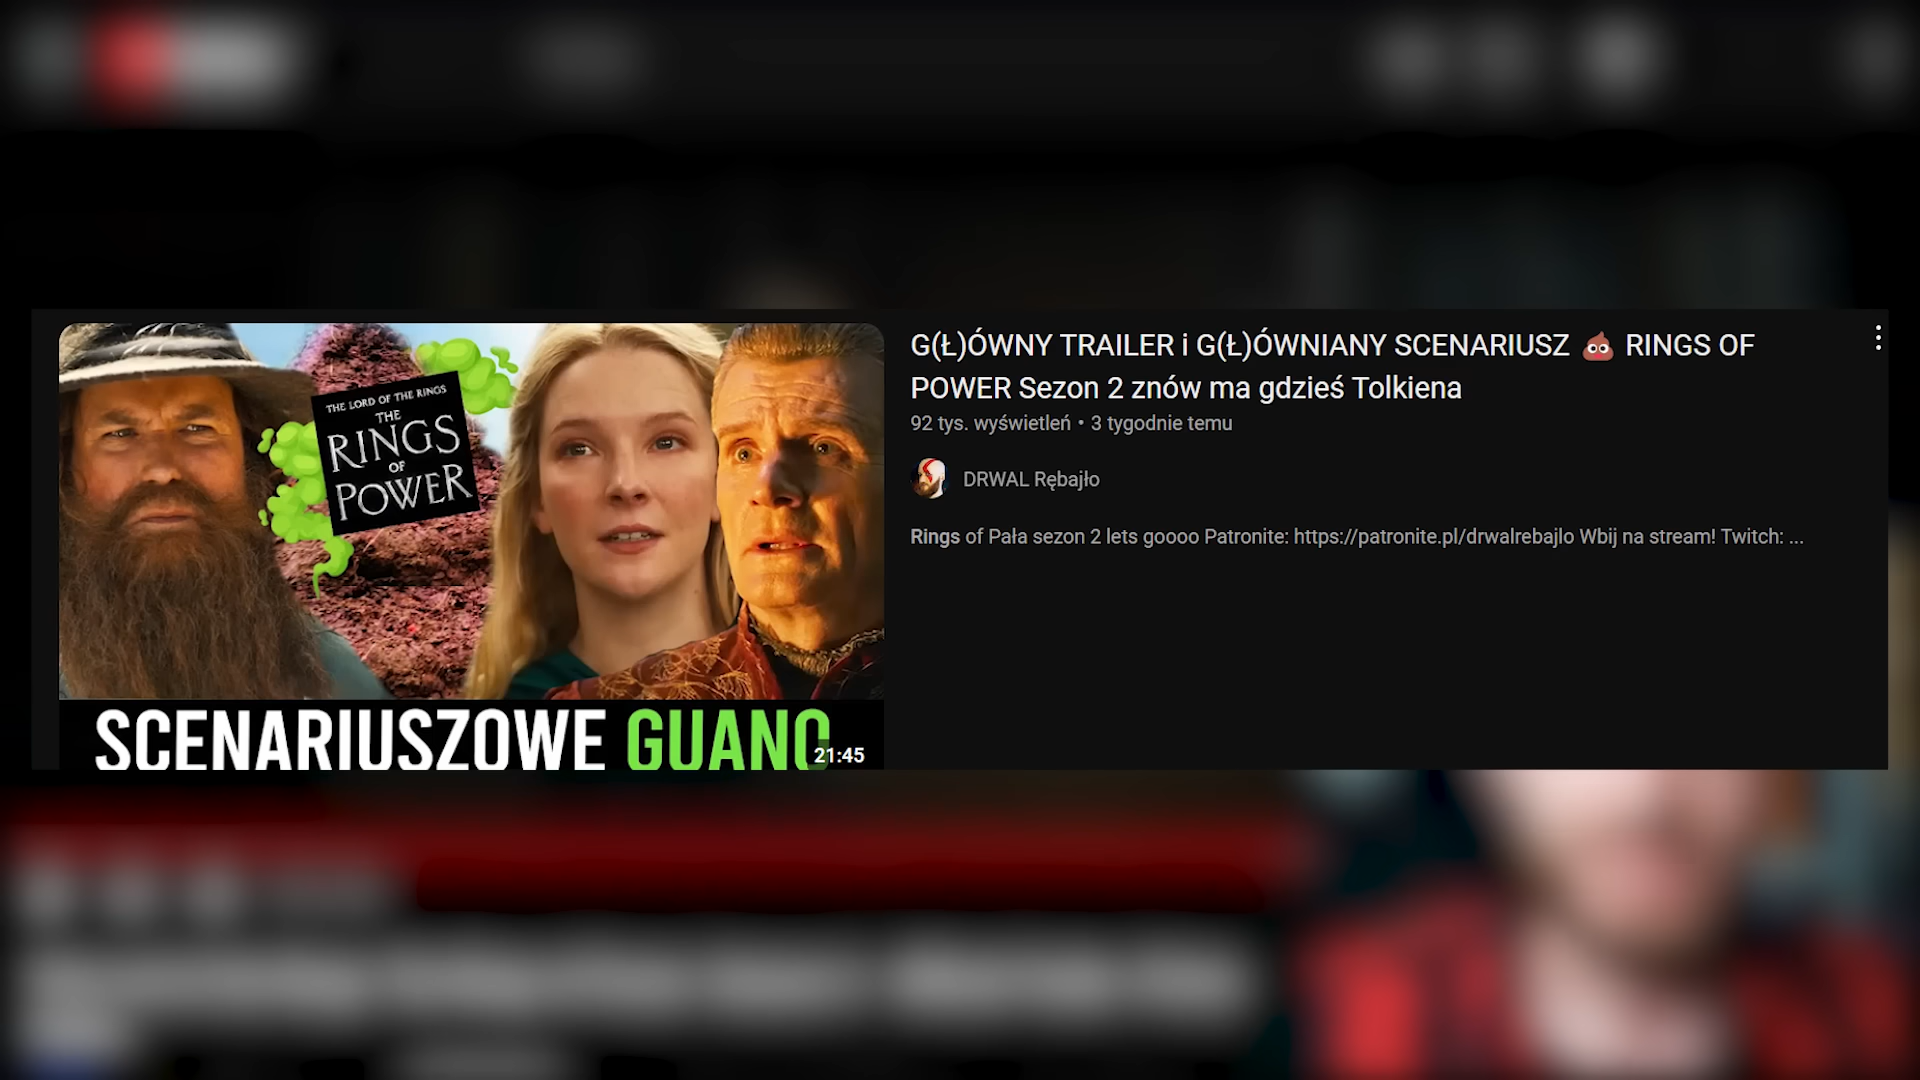 THE LORD OF THE RINGS
THE
RINGS
OF
POWER
SCENARIUSZOWE GUANO
21:45
G(Ł)ÓWNY TRAILER i G(Ł)ÓWNIANY SCENARIUSZ 💩 RINGS OF
POWER Sezon 2 znów ma gdzieś Tolkiena
92 tys. wyświetleń • 3 tygodnie temu
DRWAL Rębajło
Rings of Pała sezon 2 lets goooo Patronite: https://patronite.pl/drwalrebajlo Wbij na stream! Twitch: ...